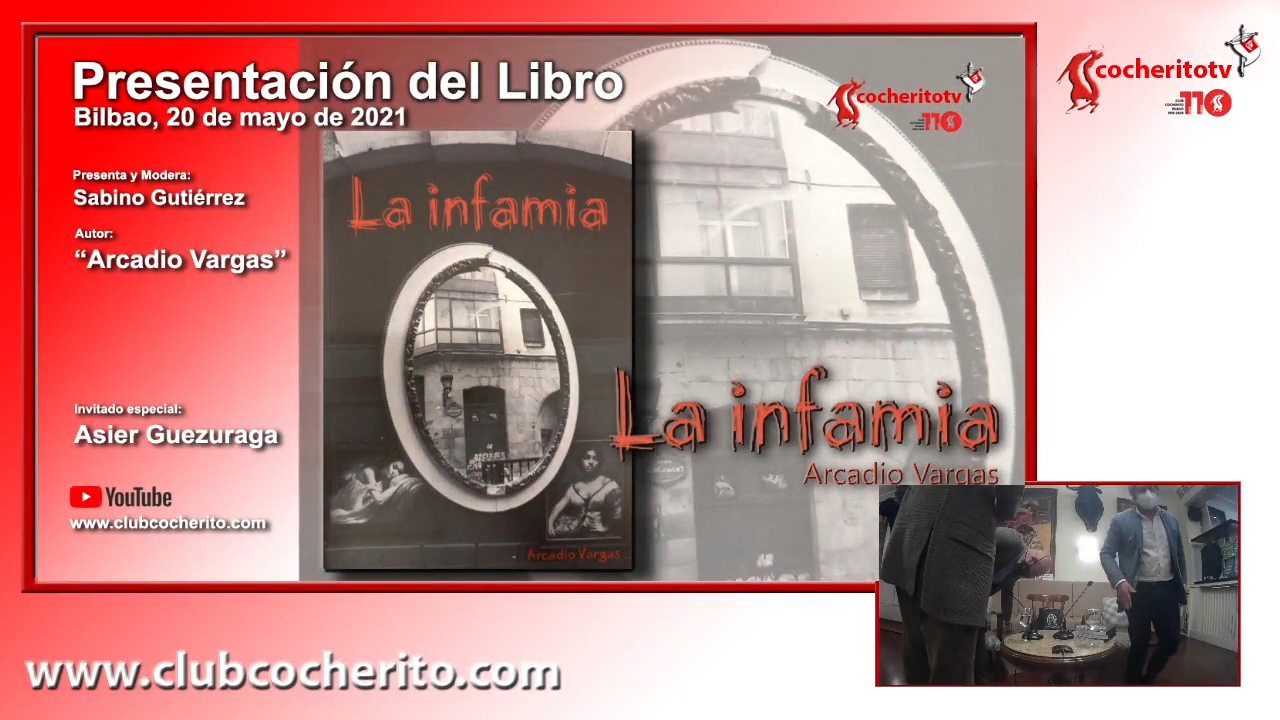 Presentación del Libro
Bilbao, 20 de mayo de 2021
Presenta y Modera:
Sabino Gutiérrez
Autor:
“Arcadio Vargas”
Invitado especial:
Asier Guezuraga
YouTube
www.clubcocherito.com
La infamia
Arcadio Vargas
cocheritotv
110
La infamia
Arcadio Vargas
cocheritotv
110
www.clubcocherito.com